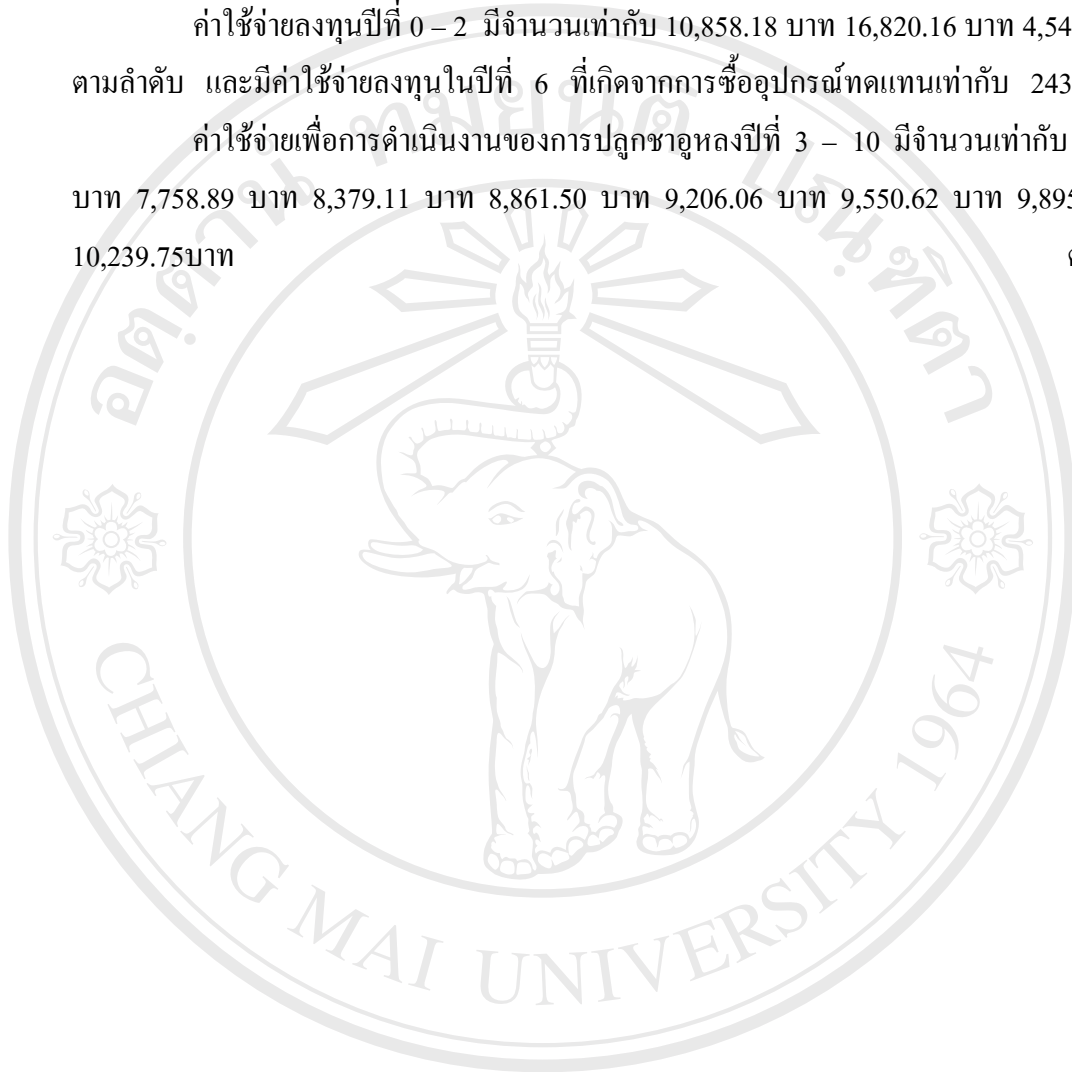 ค่าใช้จ่ายลงทุนปีที่ 0 – 2 มีจำนวนเท่ากับ 10,858.18 บาท 16,820.16 บาท
ตามลำดับ และมีค่าใช้จ่ายลงทุนในปีที่ 6 ที่เกิดจากการซื้ออุปกรณ์ทดแทนเท่ากับ
ค่าใช้จ่ายเพื่อการดำเนินงานของการปลูกชาอูหลงปีที่ 3 – 10 มีจำนวนเท่ากับ
บาท 7,758.89 บาท 8,379.11 บาท 8,861.50 บาท 9,206.06 บาท 9,550.62 บาท
10,239.75บาท
CHIANG MAI UNIVERSITY 1964